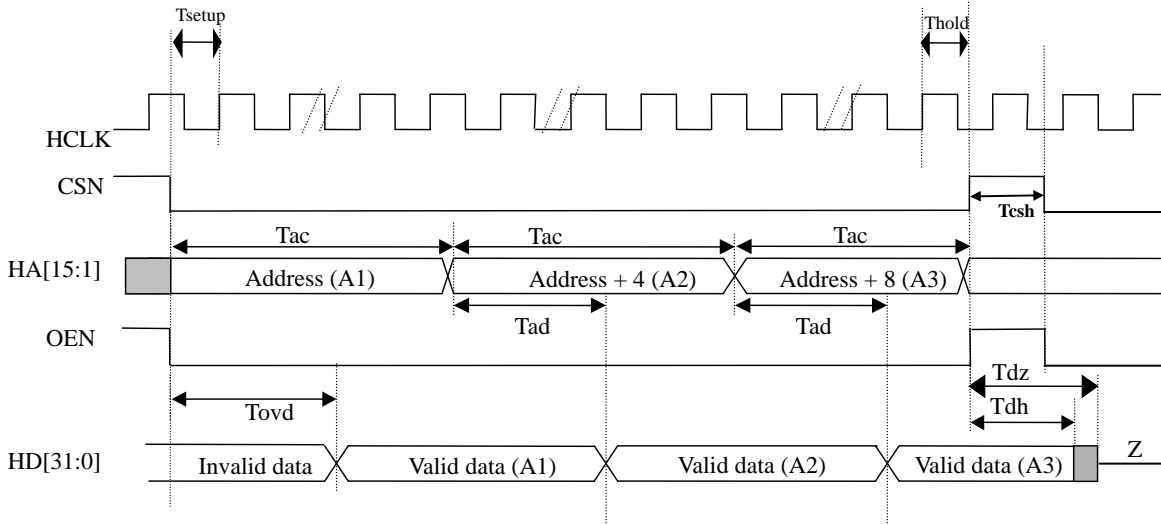 Tsetup
Thold
HCLK
CSN
Tcsh
Tac Tac Tac
HA[15:1]
Address (A1) Address + 4 (A2) Address + 8 (A3)
Tad Tad
OEN
Tdz
Tovd
Tdh
HD[31:0]
Invalid data Valid data (A1) Valid data (A2) Valid data (A3) Z